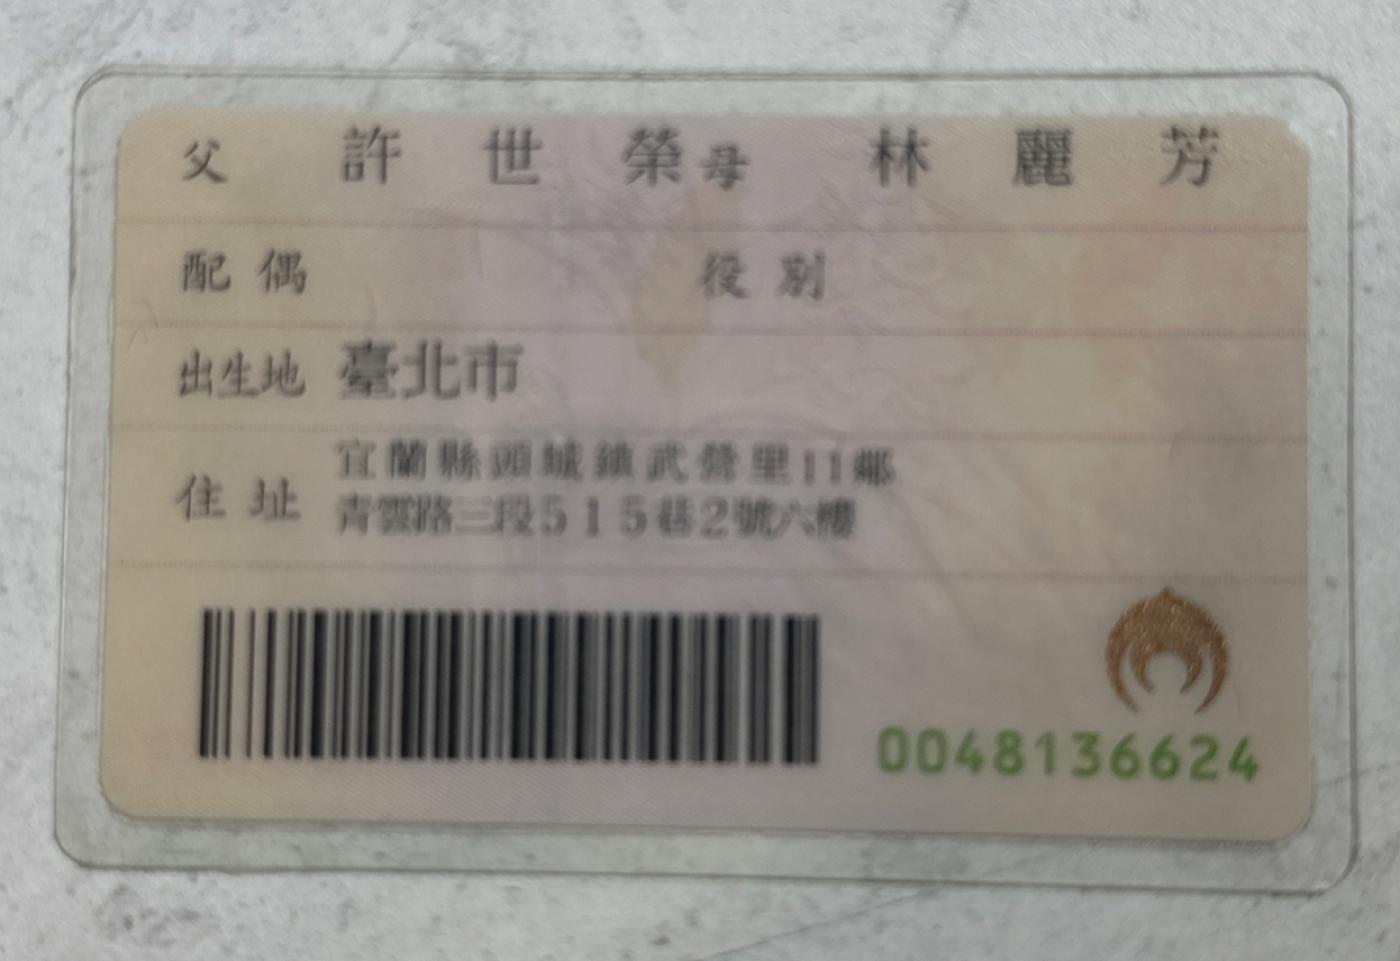 父 許世榮 母 林麗芳
配偶 役別
出生地 臺北市
住址 宜蘭縣頭城鎮武營里11鄰
青雲路三段515巷2號六樓
0048136624